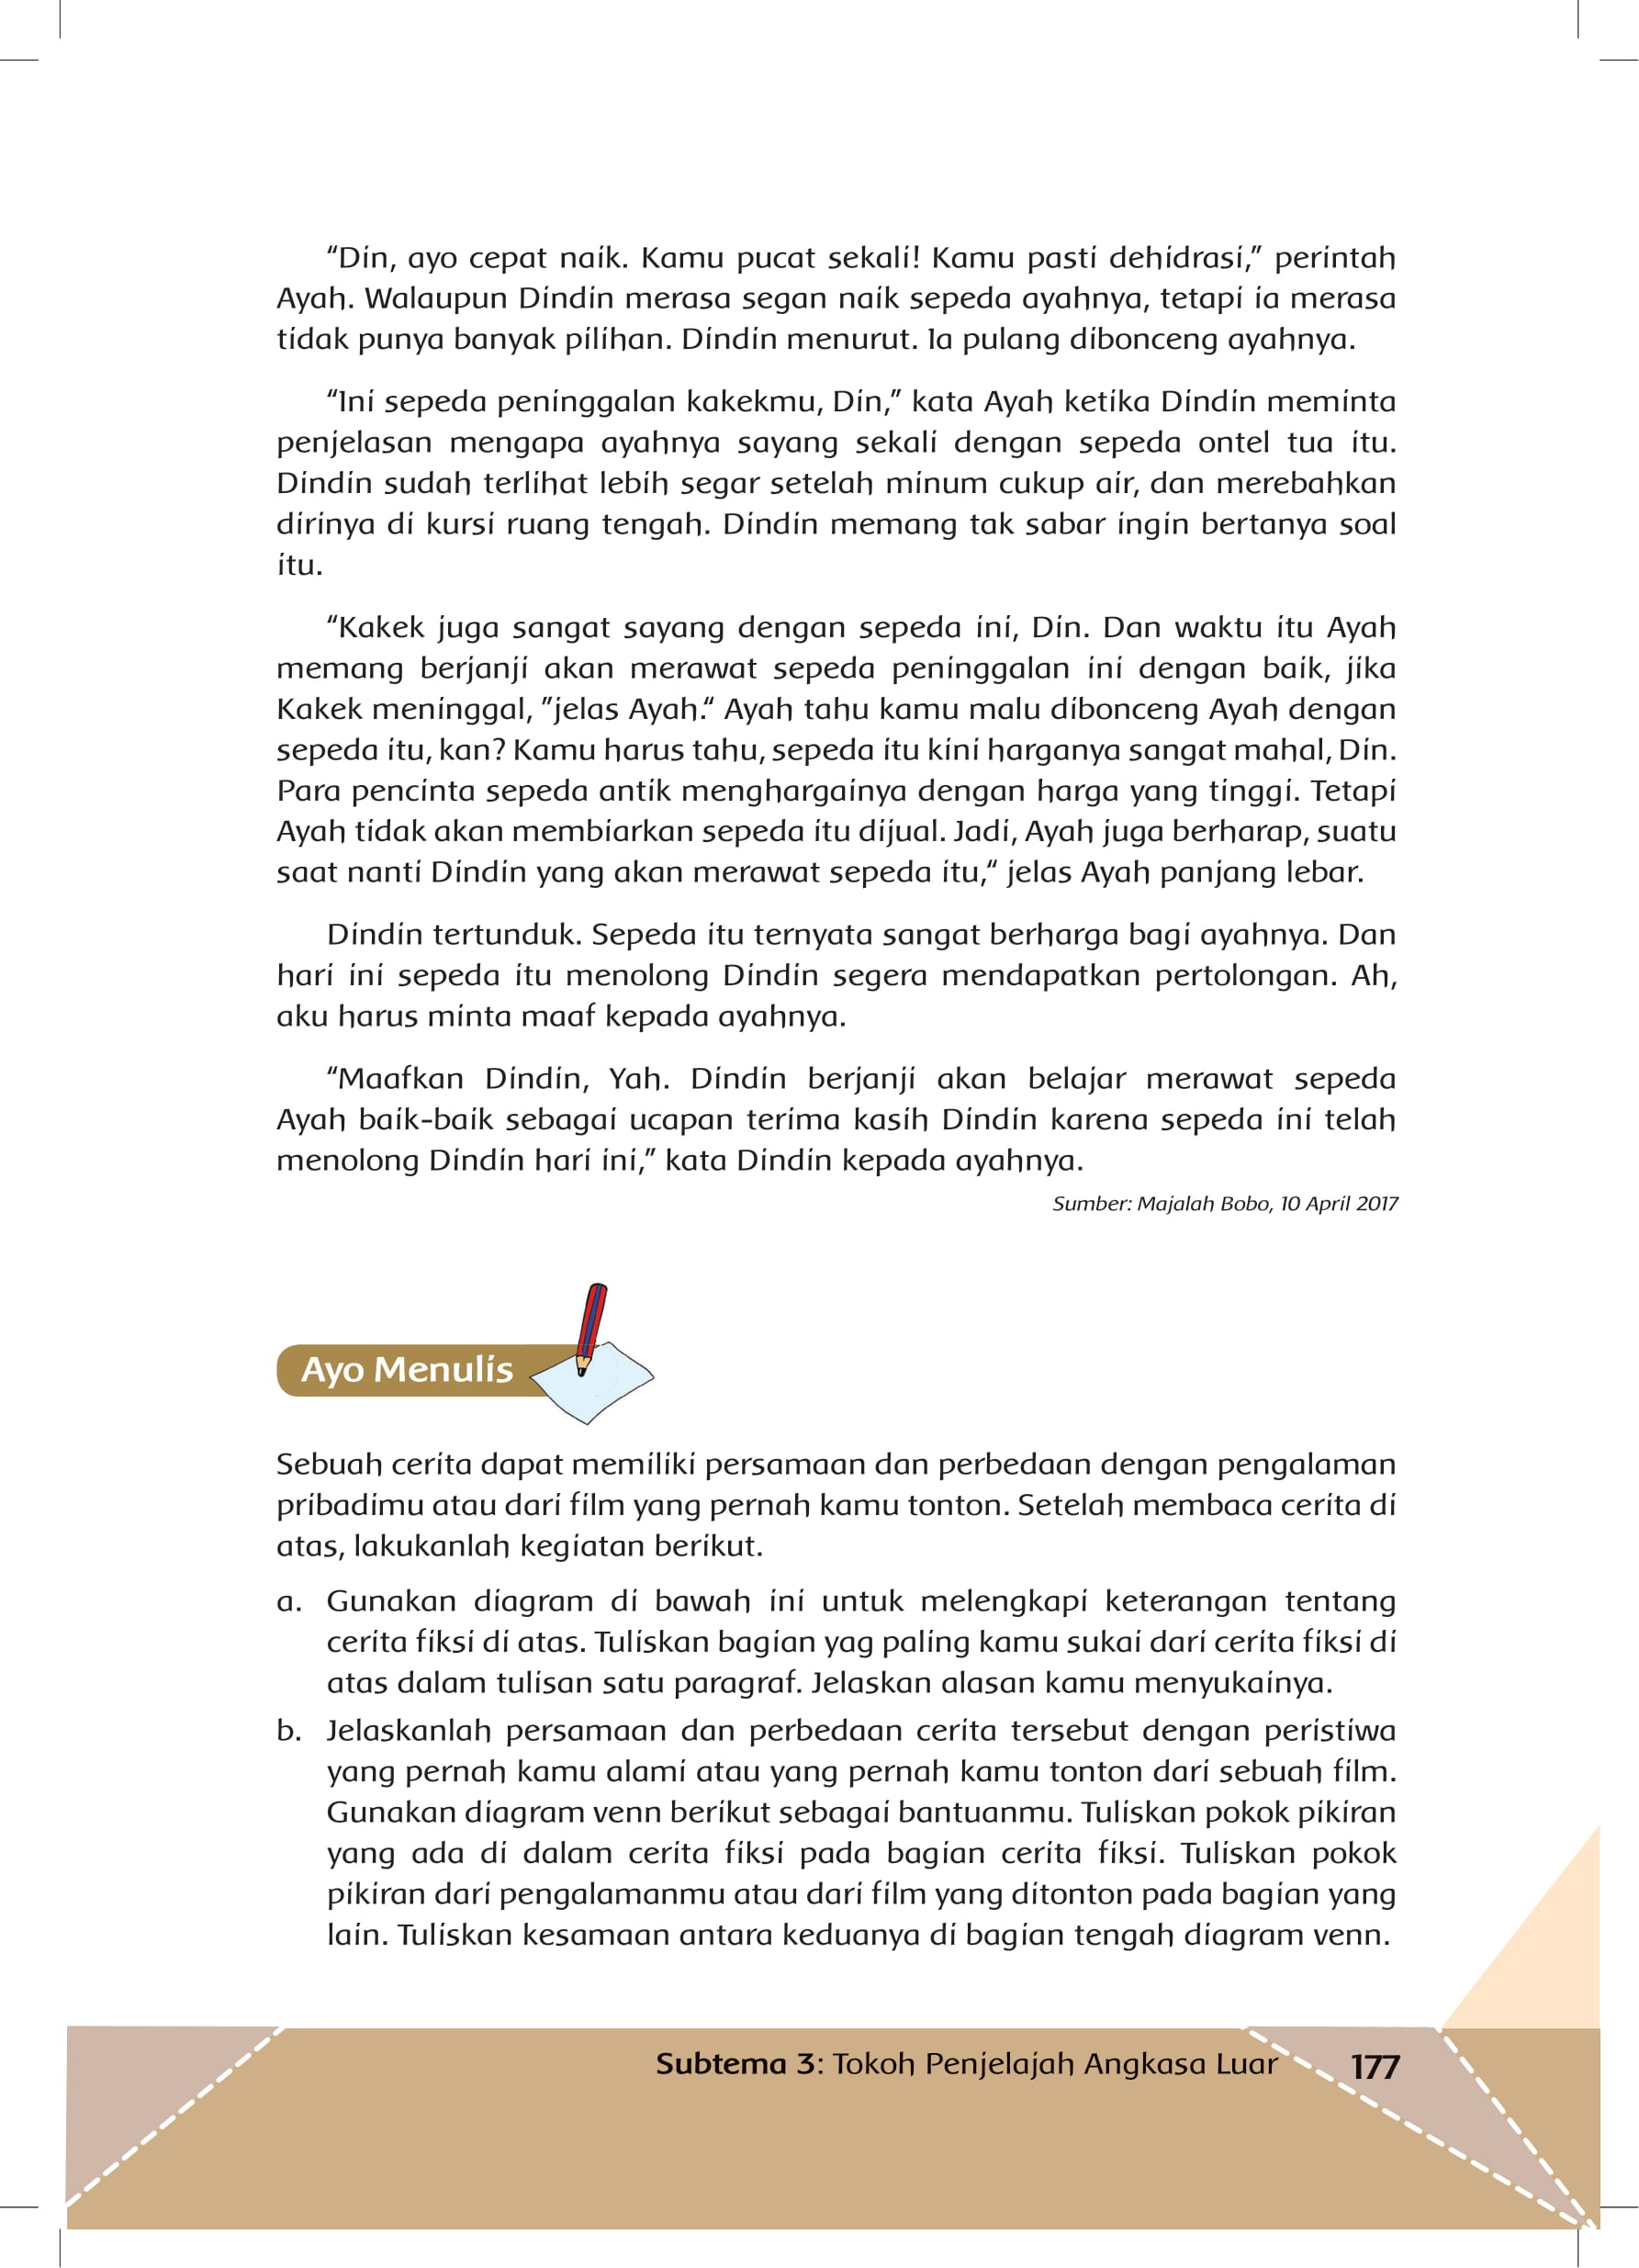 “Din, ayo cepat naik. Kamu pucat sekali! Kamu pasti dehidrasi,” perintah
Ayah. Walaupun Dindin merasa segan naik sepeda ayahnya, tetapi ia merasa
tidak punya banyak pilihan. Dindin menurut. Ia pulang dibonceng ayahnya.
“Ini sepeda peninggalan kakekmu, Din,” kata Ayah ketika Dindin meminta
penjelasan mengapa ayahnya sayang sekali dengan sepeda ontel tua itu.
Dindin sudah terlihat lebih segar setelah minum cukup air, dan merebahkan
dirinya di kursi ruang tengah. Dindin memang tak sabar ingin bertanya soal
itu.
“Kakek juga sangat sayang dengan sepeda ini, Din. Dan waktu itu Ayah
memang berjanji akan merawat sepeda peninggalan ini dengan baik, jika
Kakek meninggal, ”jelas Ayah.“ Ayah tahu kamu malu dibonceng Ayah dengan
sepeda itu, kan? Kamu harus tahu, sepeda itu kini harganya sangat mahal, Din.
Para pencinta sepeda antik menghargainya dengan harga yang tinggi. Tetapi
Ayah tidak akan membiarkan sepeda itu dijual. Jadi, Ayah juga berharap, suatu
saat nanti Dindin yang akan merawat sepeda itu,“ jelas Ayah panjang lebar.
Dindin tertunduk. Sepeda itu ternyata sangat berharga bagi ayahnya. Dan
hari ini sepeda itu menolong Dindin segera mendapatkan pertolongan. Ah,
aku harus minta maaf kepada ayahnya.
“Maafkan Dindin, Yah. Dindin berjanji akan belajar merawat sepeda
Ayah baik-baik sebagai ucapan terima kasih Dindin karena sepeda ini telah
menolong Dindin hari ini,” kata Dindin kepada ayahnya.
Sumber: Majalah Bobo, 10 April 2017
Ayo Menulis
Sebuah cerita dapat memiliki persamaan dan perbedaan dengan pengalaman
pribadimu atau dari film yang pernah kamu tonton. Setelah membaca cerita di
atas, lakukanlah kegiatan berikut.
a. Gunakan diagram di bawah ini untuk melengkapi keterangan tentang
cerita fiksi di atas. Tuliskan bagian yag paling kamu sukai dari cerita fiksi di
atas dalam tulisan satu paragraf. Jelaskan alasan kamu menyukainya.
b. Jelaskanlah persamaan dan perbedaan cerita tersebut dengan peristiwa
yang pernah kamu alami atau yang pernah kamu tonton dari sebuah film.
Gunakan diagram venn berikut sebagai bantuanmu. Tuliskan pokok pikiran
yang ada di dalam cerita fiksi pada bagian cerita fiksi. Tuliskan pokok
pikiran dari pengalamanmu atau dari film yang ditonton pada bagian yang
lain. Tuliskan kesamaan antara keduanya di bagian tengah diagram venn.
Subtema 3: Tokoh Penjelajah Angkasa Luar 177